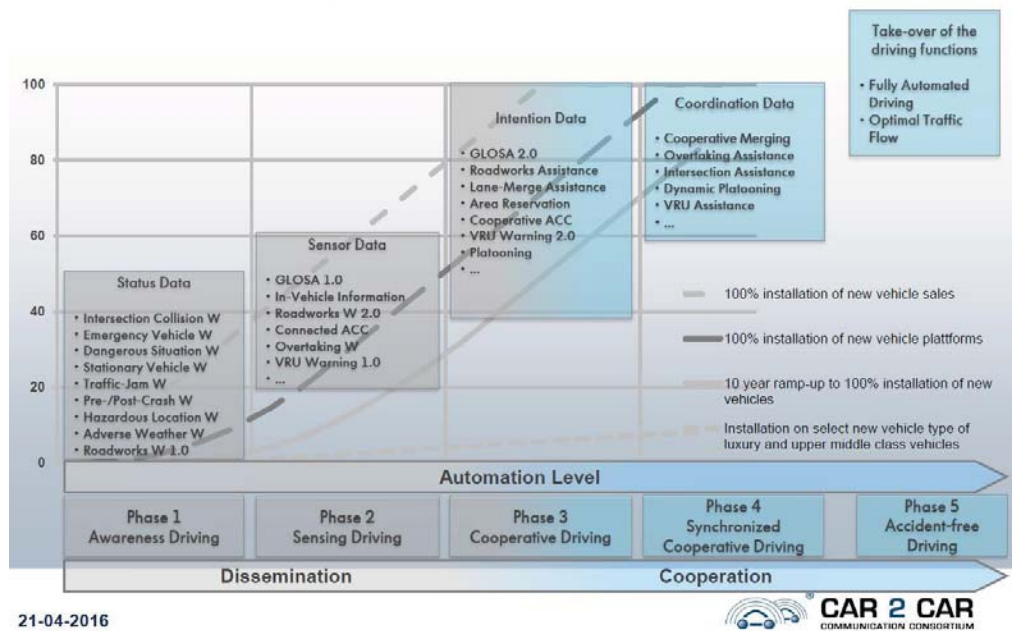 Take-over of the
driving functions
• Fully Automated
Driving
• Optimal Traffic
Flow
100
80
60
40
20
0
Coordination Data
• Cooperative Merging
• Overtaking Assistance
• Intersection Assistance
• Dynamic Platooning
• VRU Assistance
• ...
Intention Data
• GLOSA 2.0
• Roadworks Assistance
• Lane-Merge Assistance
• Area Reservation
• Cooperative ACC
• VRU Warning 2.0
• Platooning
• ...
Sensor Data
• GLOSA 1.0
• In-Vehicle Information
• Roadworks W 2.0
• Connected ACC
• Overtaking W
• VRU Warning 1.0
• ...
Status Data
• Intersection Collision W
• Emergency Vehicle W
• Dangerous Situation W
• Stationary Vehicle W
• Traffic-Jam W
• Pre-/Post-Crash W
• Hazardous Location W
• Adverse Weather W
• Roadworks W 1.0
100% installation of new vehicle sales
100% installation of new vehicle plattforms
10 year ramp-up to 100% installation of new
vehicles
Installation on select new vehicle type of
luxury and upper middle class vehicles
Automation Level
Phase 1
Awareness Driving
Phase 2
Sensing Driving
Phase 3
Cooperative Driving
Phase 4
Synchronized
Cooperative Driving
Phase 5
Accident-free
Driving
Dissemination
Cooperation
21-04-2016
® CAR 2 CAR
COMMUNICATION CONSORTIUM